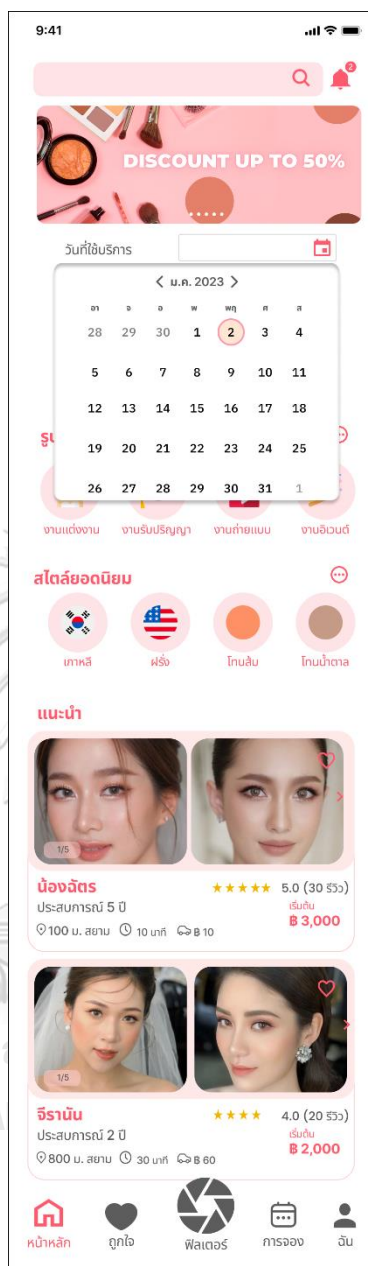 9:41
2
DISCOUNT UP TO 50%
วันที่ใช้บริการ
< ม.ค. 2023 >
อา จ อ พ พฤ ศ ส
28 29 30 1 2 3 4
5 6 7 8 9 10 11
12 13 14 15 16 17 18
19 20 21 22 23 24 25
26 27 28 29 30 31 1
งานแต่งงาน งานรับปริญญา งานถ่ายแบบ งานอีเวนต์
สไตล์ยอดนิยม
เกาหลี ฝรั่ง โทนส้ม โทนน้ำตาล
แนะนำ
1/5
น้องฉัตร 5.0 (30 รีวิว)
ประสบการณ์ 5 ปี เริ่มต้น
฿ 3,000
100 ม. สยาม 10 นาที ฿ 10
1/5
จีรานัน 4.0 (20 รีวิว)
ประสบการณ์ 2 ปี เริ่มต้น
฿ 2,000
800 ม. สยาม 30 นาที ฿ 60
หน้าหลัก ถูกใจ ฟิลเตอร์ การจอง ฉัน